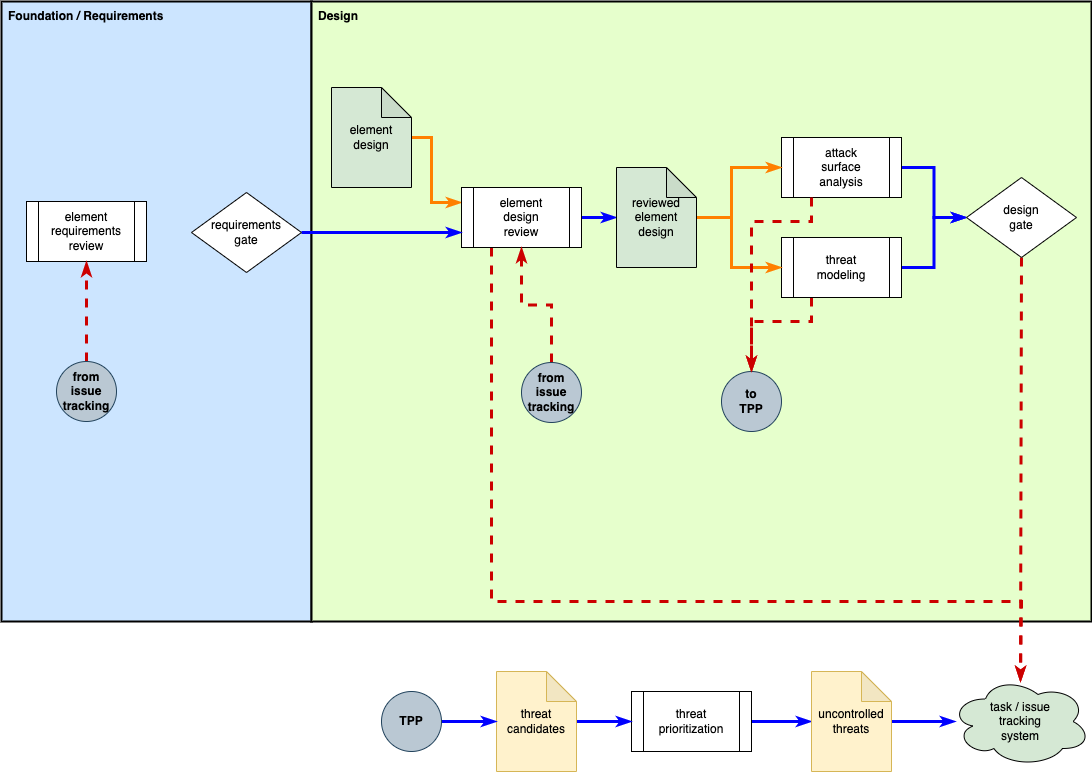 Foundation / Requirements
Design
element
design
element
requirements
review
requirements
gate
element
design
review
reviewed
element
design
attack
surface
analysis
threat
modeling
design
gate
from
issue
tracking
from
issue
tracking
to
TPP
TPP
threat
candidates
threat
prioritization
uncontrolled
threats
task / issue
tracking
system